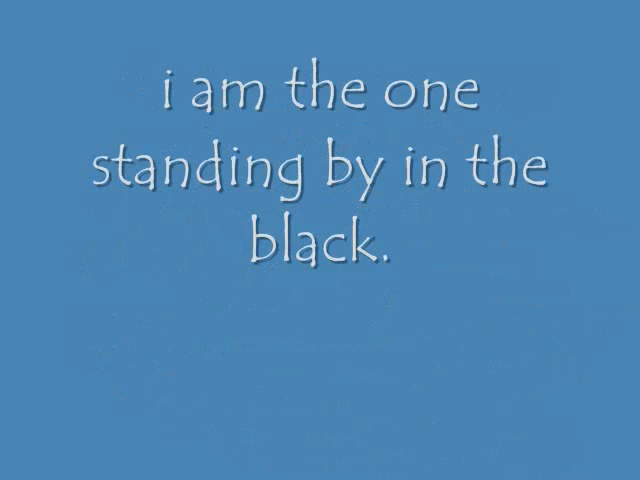 i am the one
standing by in the
black.